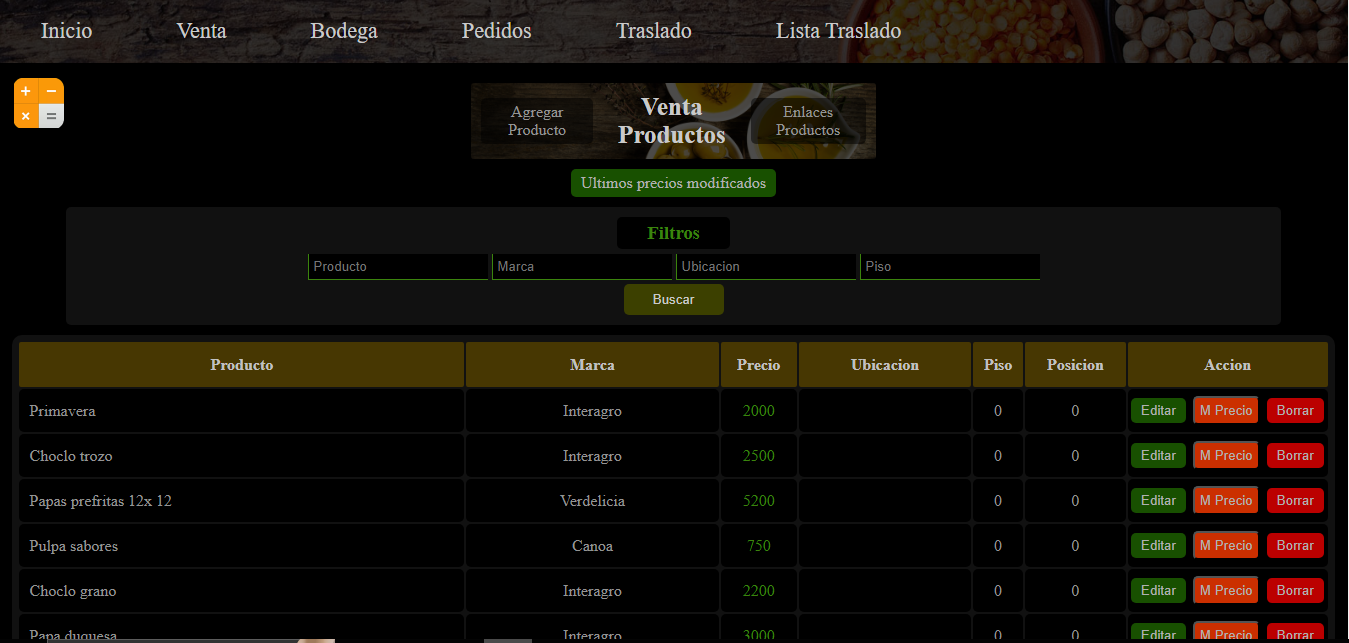 Inicio Venta Bodega Pedidos Traslado Lista Traslado
+ −
× =
Agregar
Producto
Venta
Productos
Enlaces
Productos
Ultimos precios modificados
Filtros
Producto Marca Ubicacion Piso
Buscar
Producto Marca Precio Ubicacion Piso Posicion Accion
Primavera Interagro 2000 0 0 Editar M Precio Borrar
Choclo trozo Interagro 2500 0 0 Editar M Precio Borrar
Papas prefritas 12x 12 Verdelicia 5200 0 0 Editar M Precio Borrar
Pulpa sabores Canoa 750 0 0 Editar M Precio Borrar
Choclo grano Interagro 2200 0 0 Editar M Precio Borrar
Papa duquesa Interagro 3000 0 0 Editar M Precio Borrar